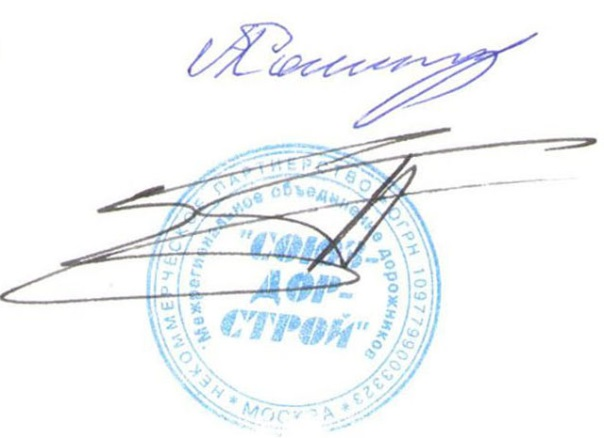 * НЕКОММЕРЧЕСКОЕ ПАРТНЕРСТВО * ОГРН 1097799003323 *
МОСКВА
"Межрегиональное объединение дорожников
"СОЮЗ-
ДОР-
СТРОЙ"